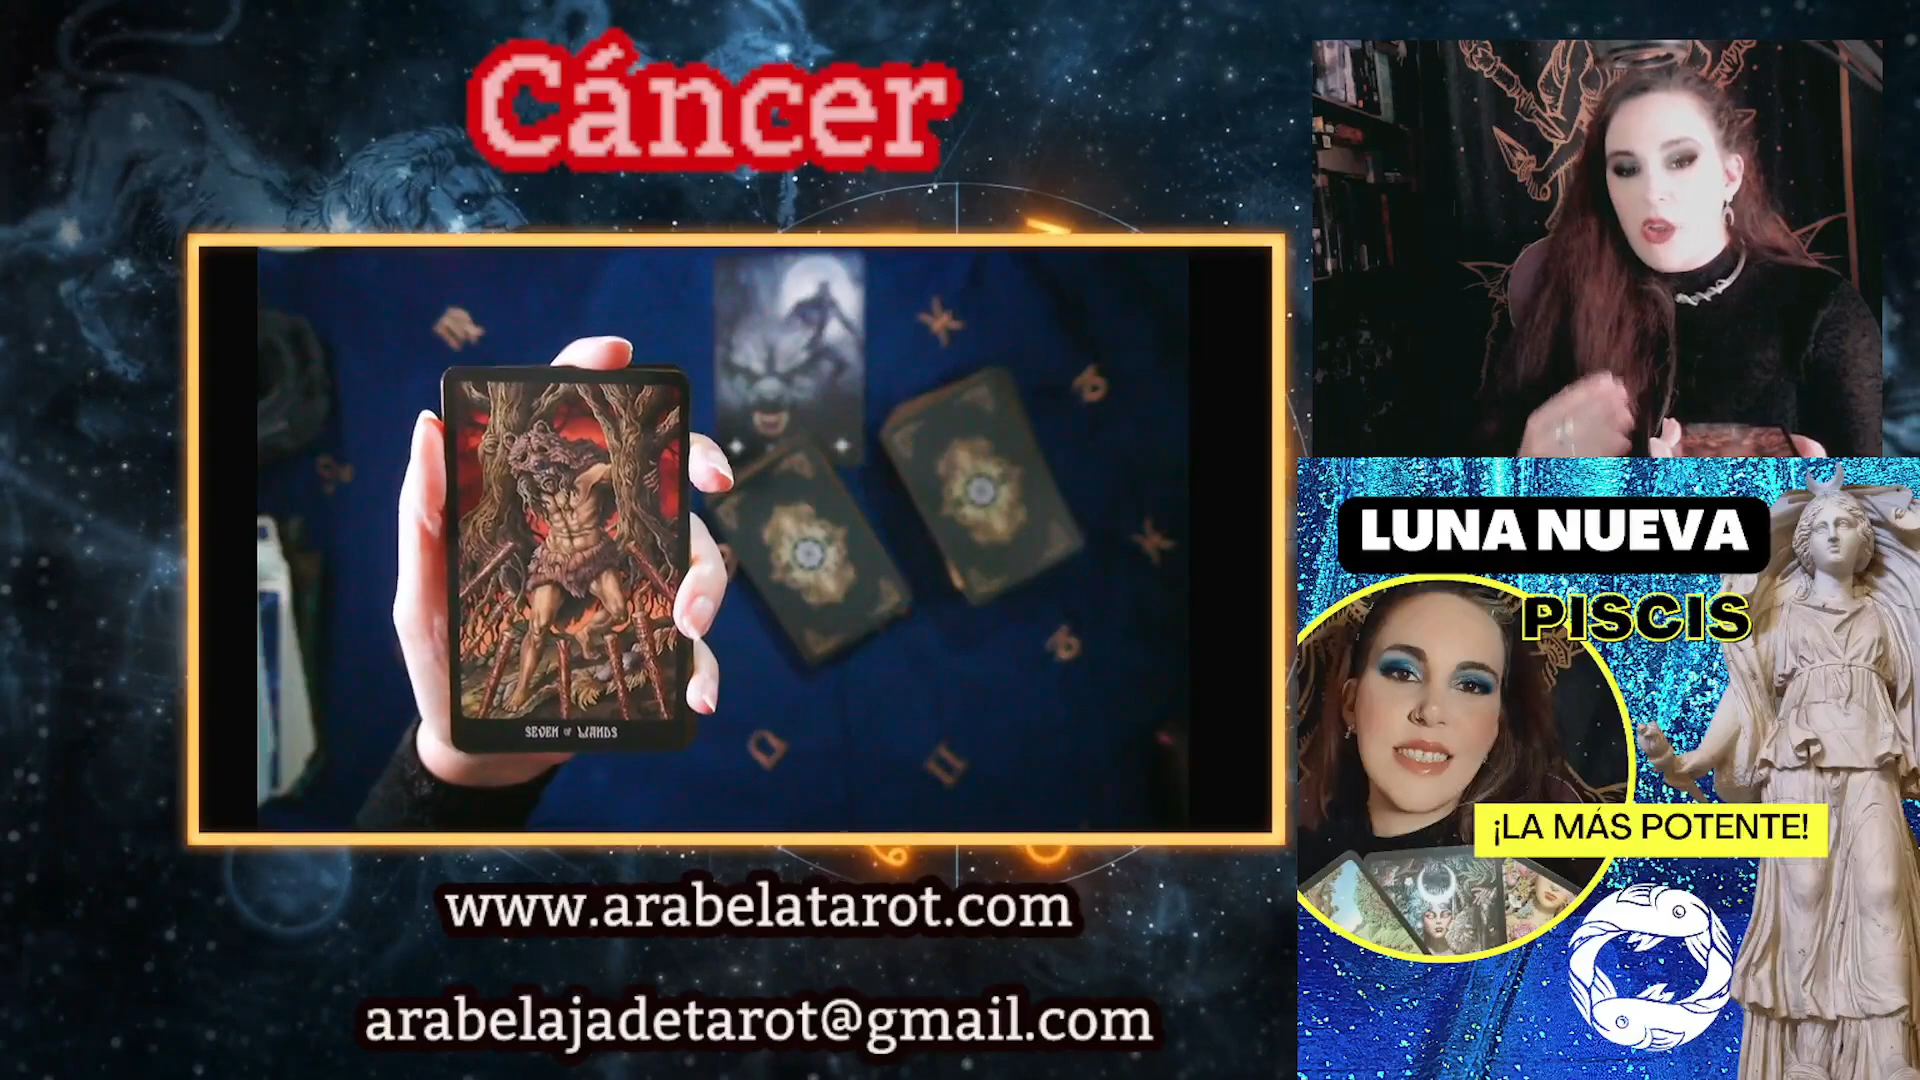 Cáncer
SEVEN OF WANDS
www.arabelatarot.com
arabelajadetarot@gmail.com
LUNA NUEVA
PISCIS
¡LA MÁS POTENTE!